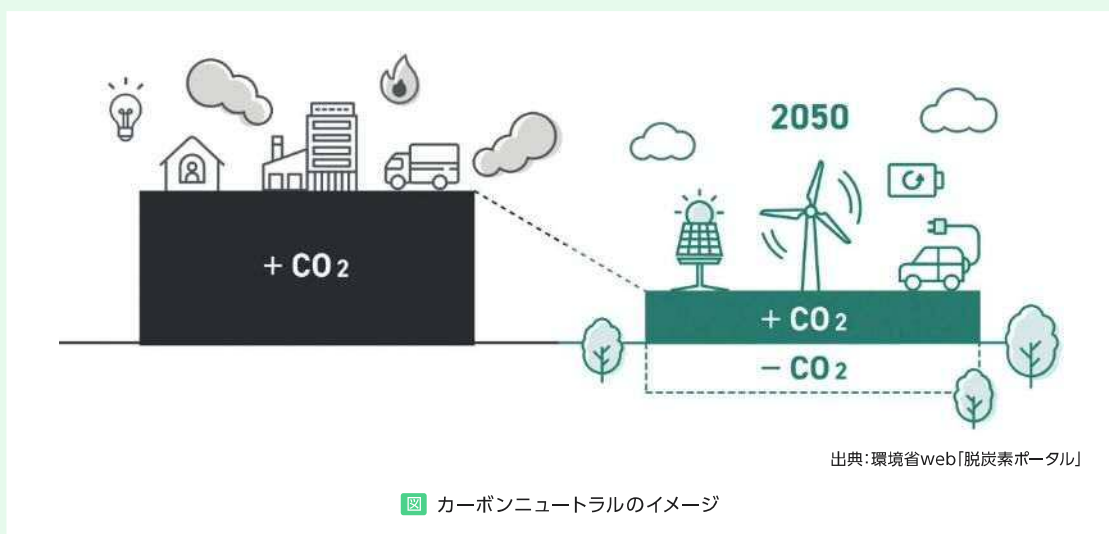 2050
+ CO2
+ CO2
− CO2
出典:環境省web「脱炭素ポータル」
図 カーボンニュートラルのイメージ